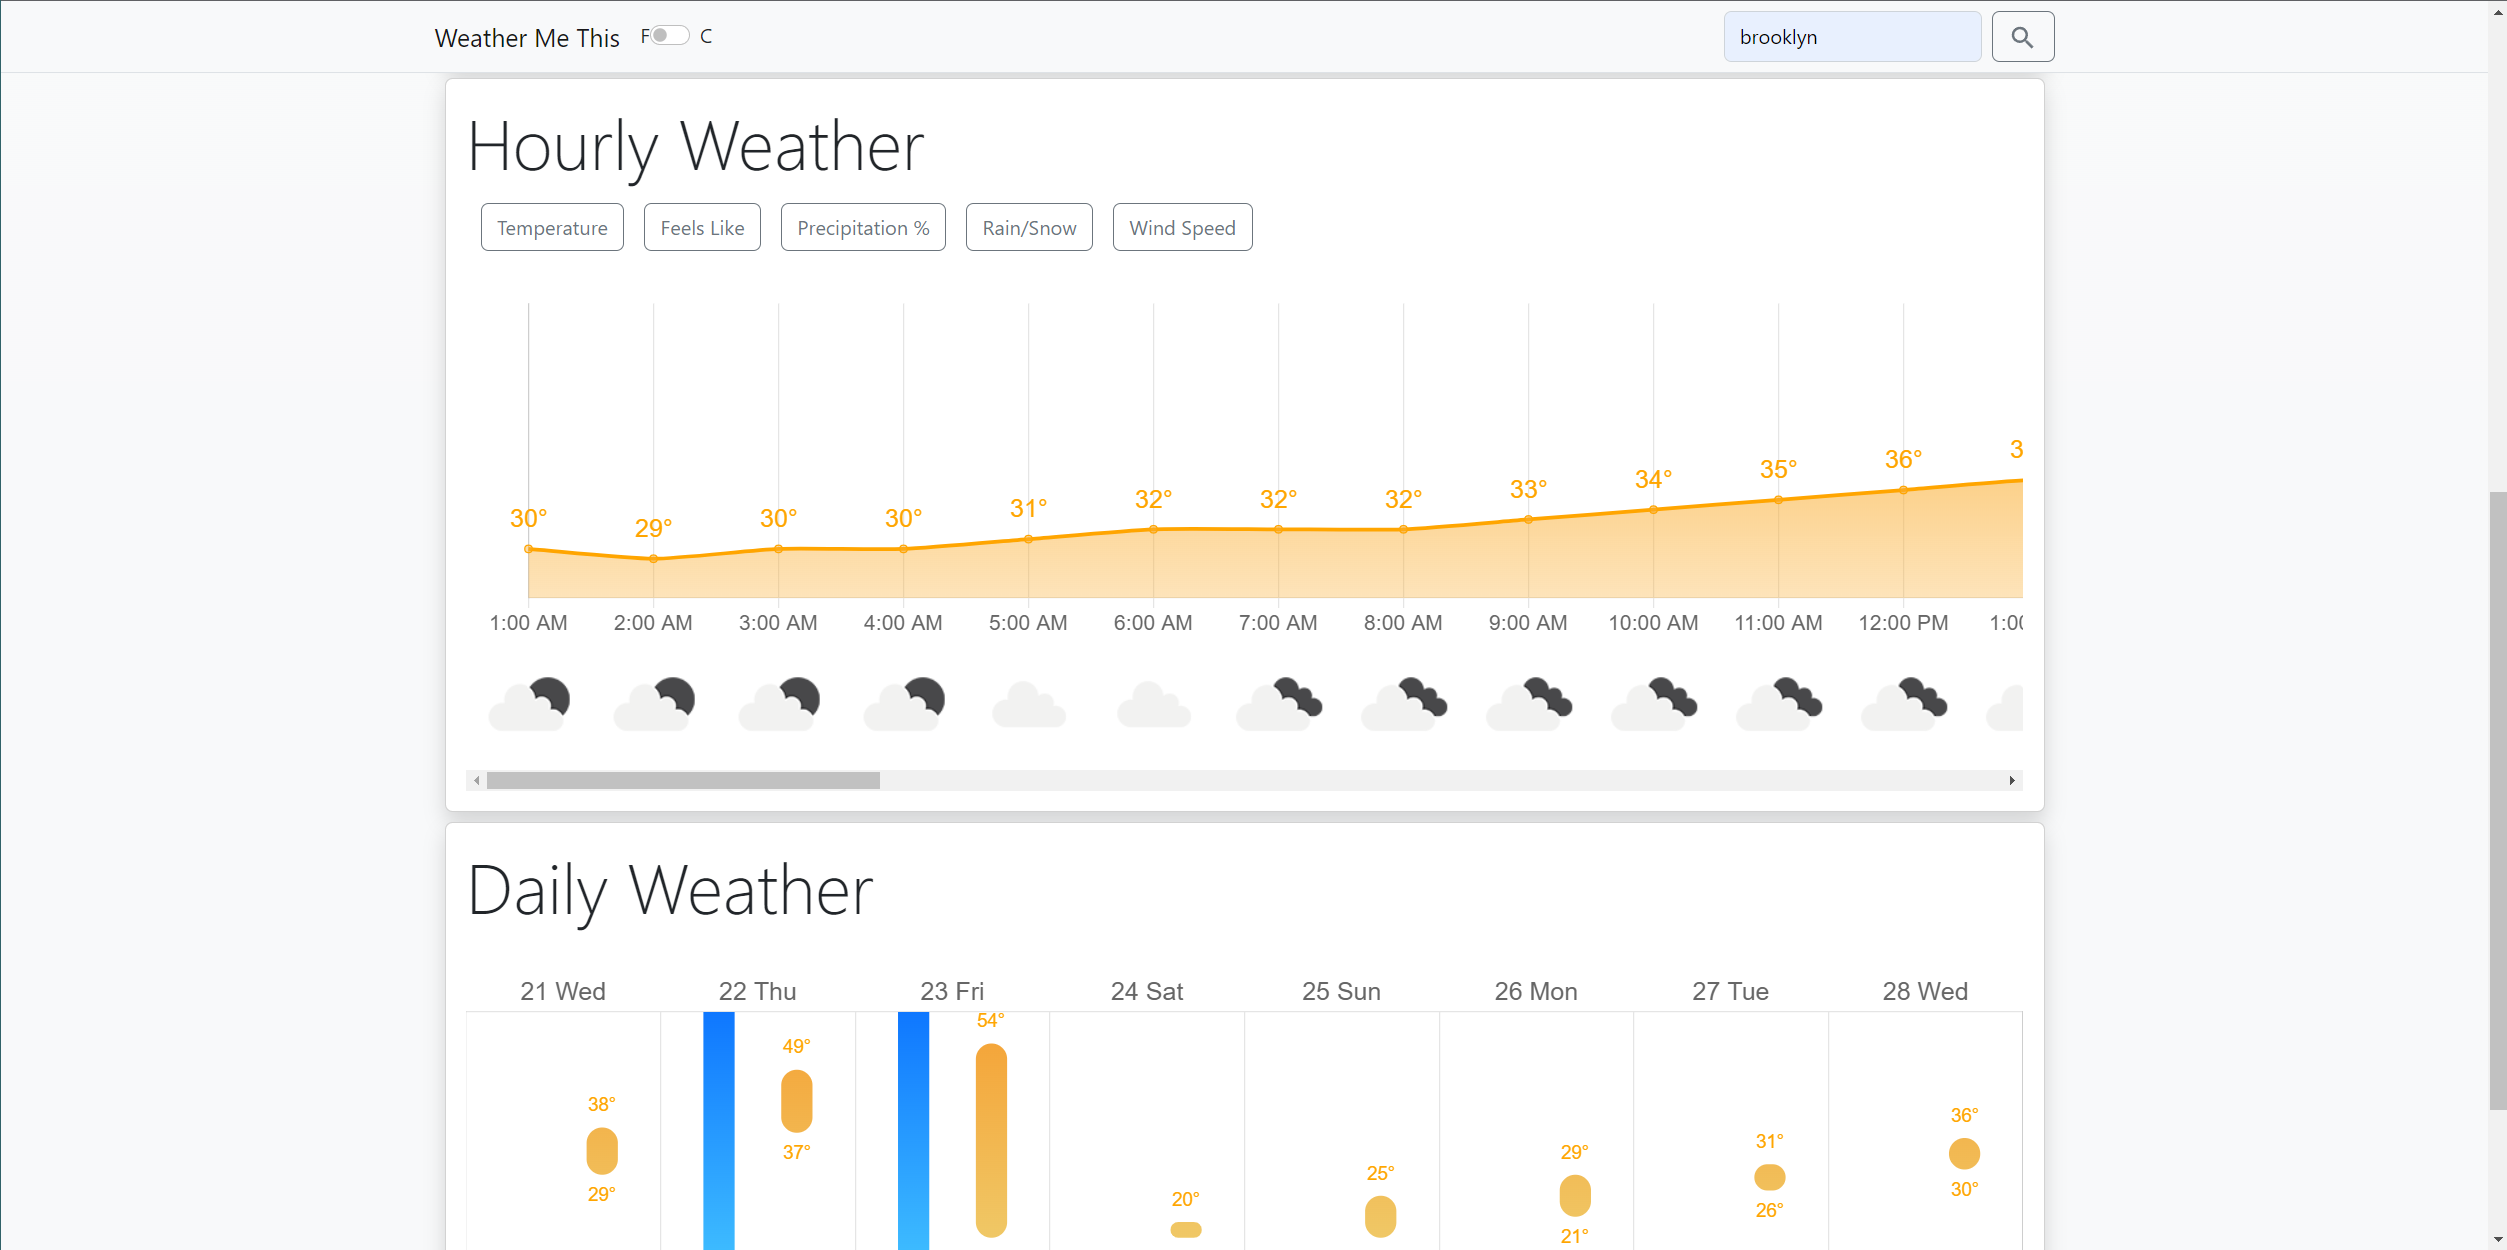 Weather Me This F C brooklyn
Hourly Weather
Temperature Feels Like Precipitation % Rain/Snow Wind Speed
30° 29° 30° 30° 31° 32° 32° 32° 33° 34° 35° 36° 3
1:00 AM 2:00 AM 3:00 AM 4:00 AM 5:00 AM 6:00 AM 7:00 AM 8:00 AM 9:00 AM 10:00 AM 11:00 AM 12:00 PM 1:00
Daily Weather
21 Wed 22 Thu 23 Fri 24 Sat 25 Sun 26 Mon 27 Tue 28 Wed
38° 49° 54° 20° 25° 29° 31° 36°
29° 37° 21° 26° 30°